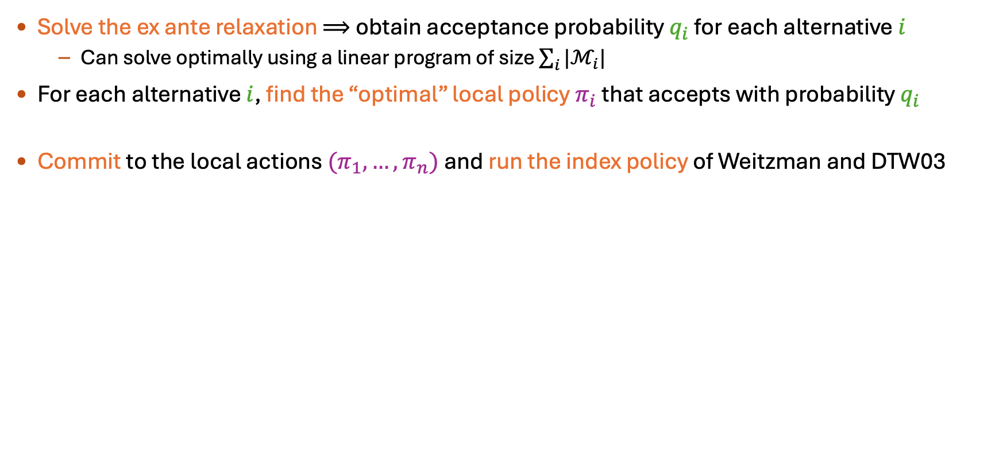 • Solve the ex ante relaxation ⟹ obtain acceptance probability qᵢ for each alternative i
– Can solve optimally using a linear program of size ∑ᵢ|ℳᵢ|
• For each alternative i, find the “optimal” local policy πᵢ that accepts with probability qᵢ
• Commit to the local actions (π₁, … , πₙ) and run the index policy of Weitzman and DTW03